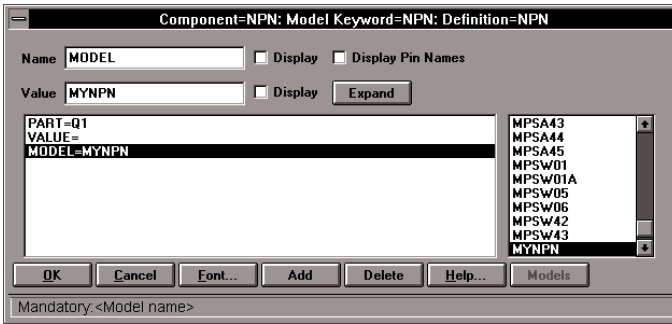 Component=NPN: Model Keyword=NPN: Definition=NPN
Name MODEL Display Display Pin Names
Value MYNPN Display Expand
PART=Q1
VALUE=
MODEL=MYNPN
MPSA43
MPSA44
MPSA45
MPSW01
MPSW01A
MPSW05
MPSW06
MPSW42
MPSW43
MYNPN
OK Cancel Font... Add Delete Help... Models
Mandatory:<Model name>